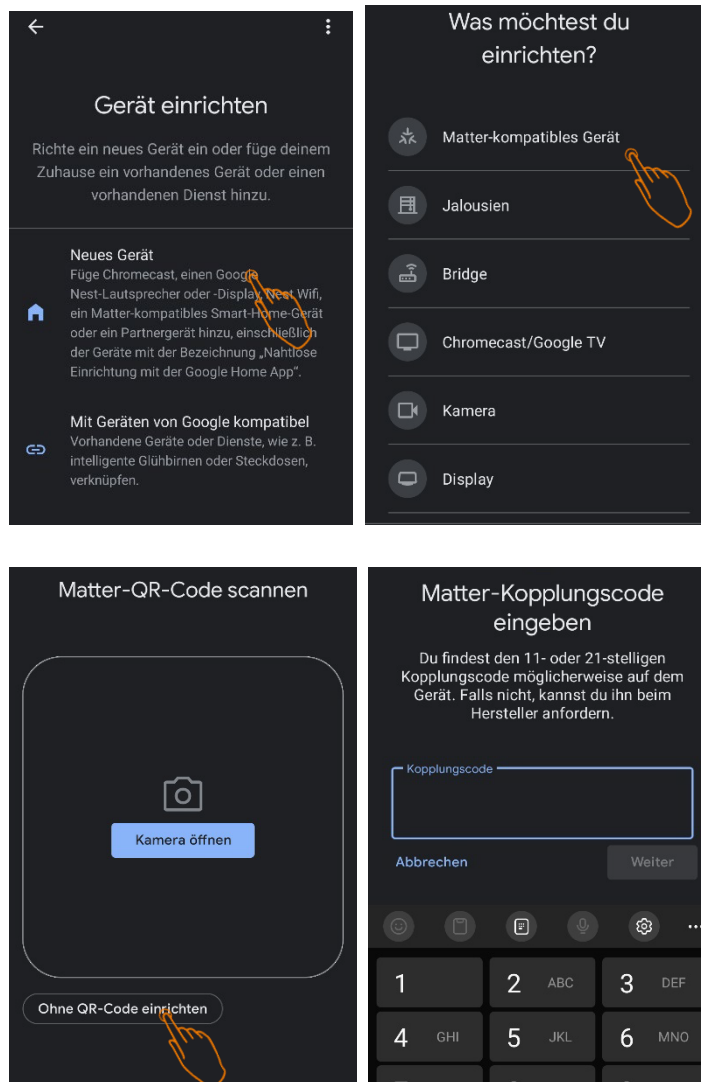 Gerät einrichten
Richte ein neues Gerät ein oder füge deinem
Zuhause ein vorhandenes Gerät oder einen
vorhandenen Dienst hinzu.
Neues Gerät
Füge Chromecast, einen Google
Nest-Lautsprecher oder -Display, Nest Wifi,
ein Matter-kompatibles Smart-Home-Gerät
oder ein Partnergerät hinzu, einschließlich
der Geräte mit der Bezeichnung „Nahtlose
Einrichtung mit der Google Home App“.
Mit Geräten von Google kompatibel
Vorhandene Geräte oder Dienste, wie z. B.
intelligente Glühbirnen oder Steckdosen,
verknüpfen.
Was möchtest du
einrichten?
Matter-kompatibles Gerät
Jalousien
Bridge
Chromecast/Google TV
Kamera
Display
Matter-QR-Code scannen
Kamera öffnen
Ohne QR-Code einrichten
Matter-Kopplungscode
eingeben
Du findest den 11- oder 21-stelligen
Kopplungscode möglicherweise auf dem
Gerät. Falls nicht, kannst du ihn beim
Hersteller anfordern.
Kopplungscode
Abbrechen Weiter
1 2 ABC 3 DEF
4 GHI 5 JKL 6 MNO